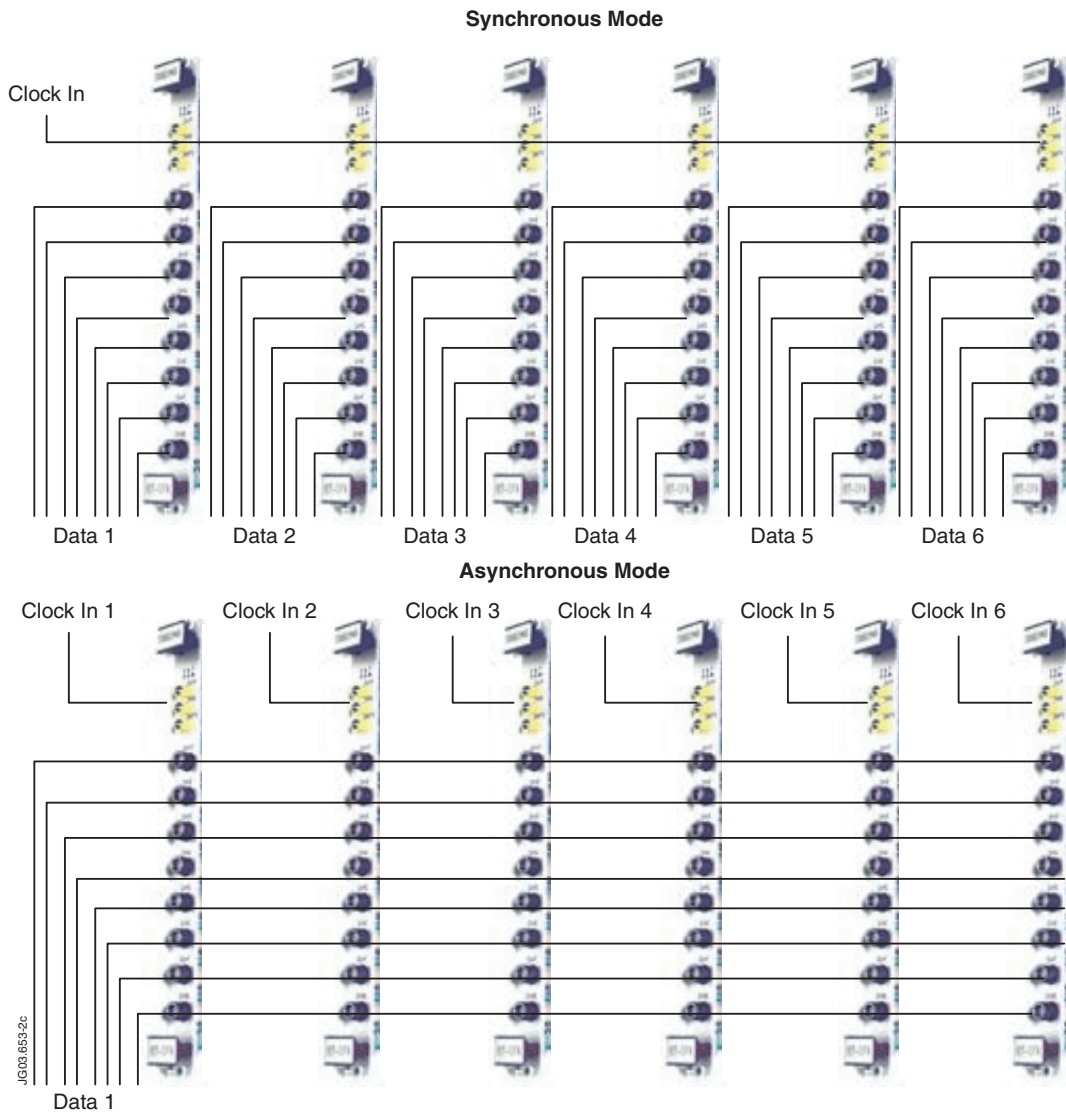 Synchronous Mode
Clock In
Data 1
Data 2
Data 3
Data 4
Data 5
Data 6
Asynchronous Mode
Clock In 1
Clock In 2
Clock In 3
Clock In 4
Clock In 5
Clock In 6
JG03.653-2c
Data 1